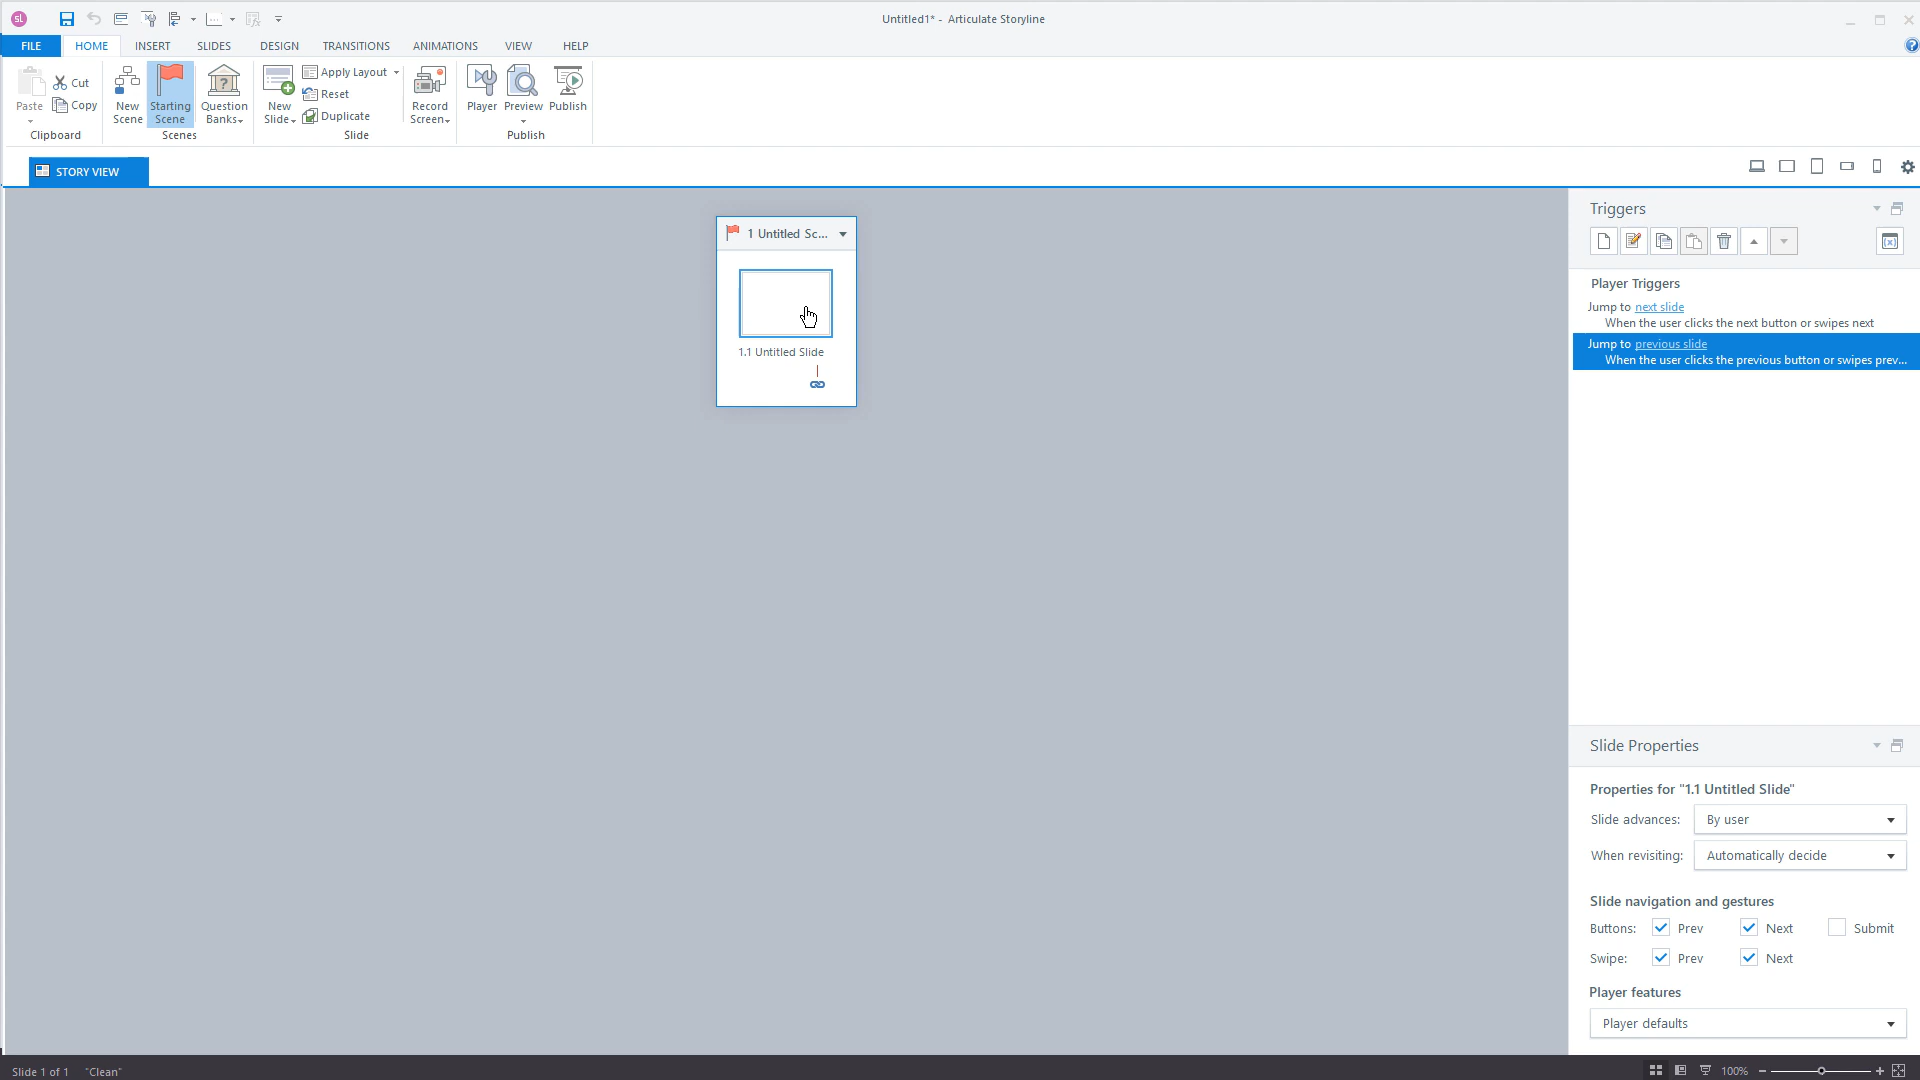 sl
Untitled1* - Articulate Storyline
FILE HOME INSERT SLIDES DESIGN TRANSITIONS ANIMATIONS VIEW HELP
?
Paste
Cut
Copy
Clipboard
New Scene
Starting Scene
Question Banks
Scenes
New Slide
Apply Layout
Reset
Duplicate
Slide
Record Screen
Player
Preview
Publish
Publish
STORY VIEW
1 Untitled Sc...
1.1 Untitled Slide
Triggers
Player Triggers
Jump to next slide
When the user clicks the next button or swipes next
Jump to previous slide
When the user clicks the previous button or swipes prev...
Slide Properties
Properties for "1.1 Untitled Slide"
Slide advances: By user
When revisiting: Automatically decide
Slide navigation and gestures
Buttons: Prev Next Submit
Swipe: Prev Next
Player features
Player defaults
Slide 1 of 1 "Clean"
100%